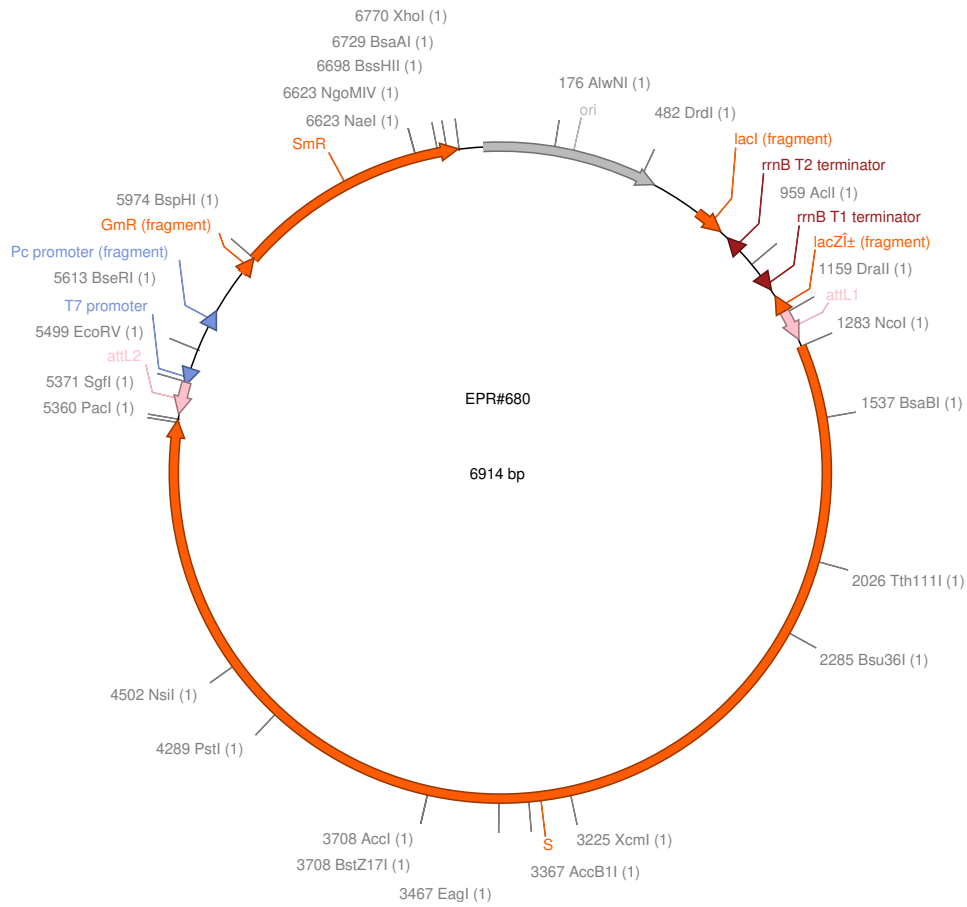 6770 XhoI (1)
6729 BsaAI (1)
6698 BssHII (1)
6623 NgoMIV (1)
6623 NaeI (1)
SmR
176 AlwNI (1)
ori
482 DrdI (1)
lacI (fragment)
rrnB T2 terminator
959 AclI (1)
rrnB T1 terminator
lacZÎ± (fragment)
1159 DraII (1)
attL1
1283 NcoI (1)
5974 BspHI (1)
GmR (fragment)
Pc promoter (fragment)
5613 BseRI (1)
T7 promoter
5499 EcoRV (1)
attL2
5371 SgfI (1)
5360 PacI (1)
EPR#680
6914 bp
1537 BsaBI (1)
2026 Tth111I (1)
2285 Bsu36I (1)
4502 NsiI (1)
4289 PstI (1)
3708 AccI (1)
3708 BstZ17I (1)
3467 EagI (1)
S
3225 XcmI (1)
3367 AccB1I (1)